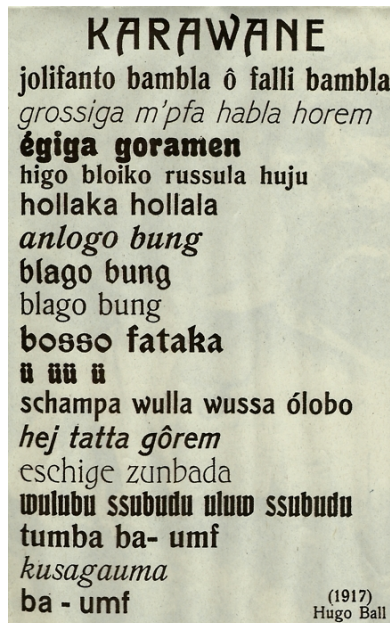 KARAWANE
jolifanto bambla ô falli bambla
grossiga m'pfa habla horem
égiga goramen
higo bloiko russula huju
hollaka hollala
anlogo bung
blago bung
blago bung
bosso fataka
ü üü ü
schampa wulla wussa ólobo
hej tatta gôrem
eschige zunbada
wulubu ssubudu uluw ssubudu
tumba ba- umf
kusagauma
ba - umf
(1917)
Hugo Ball